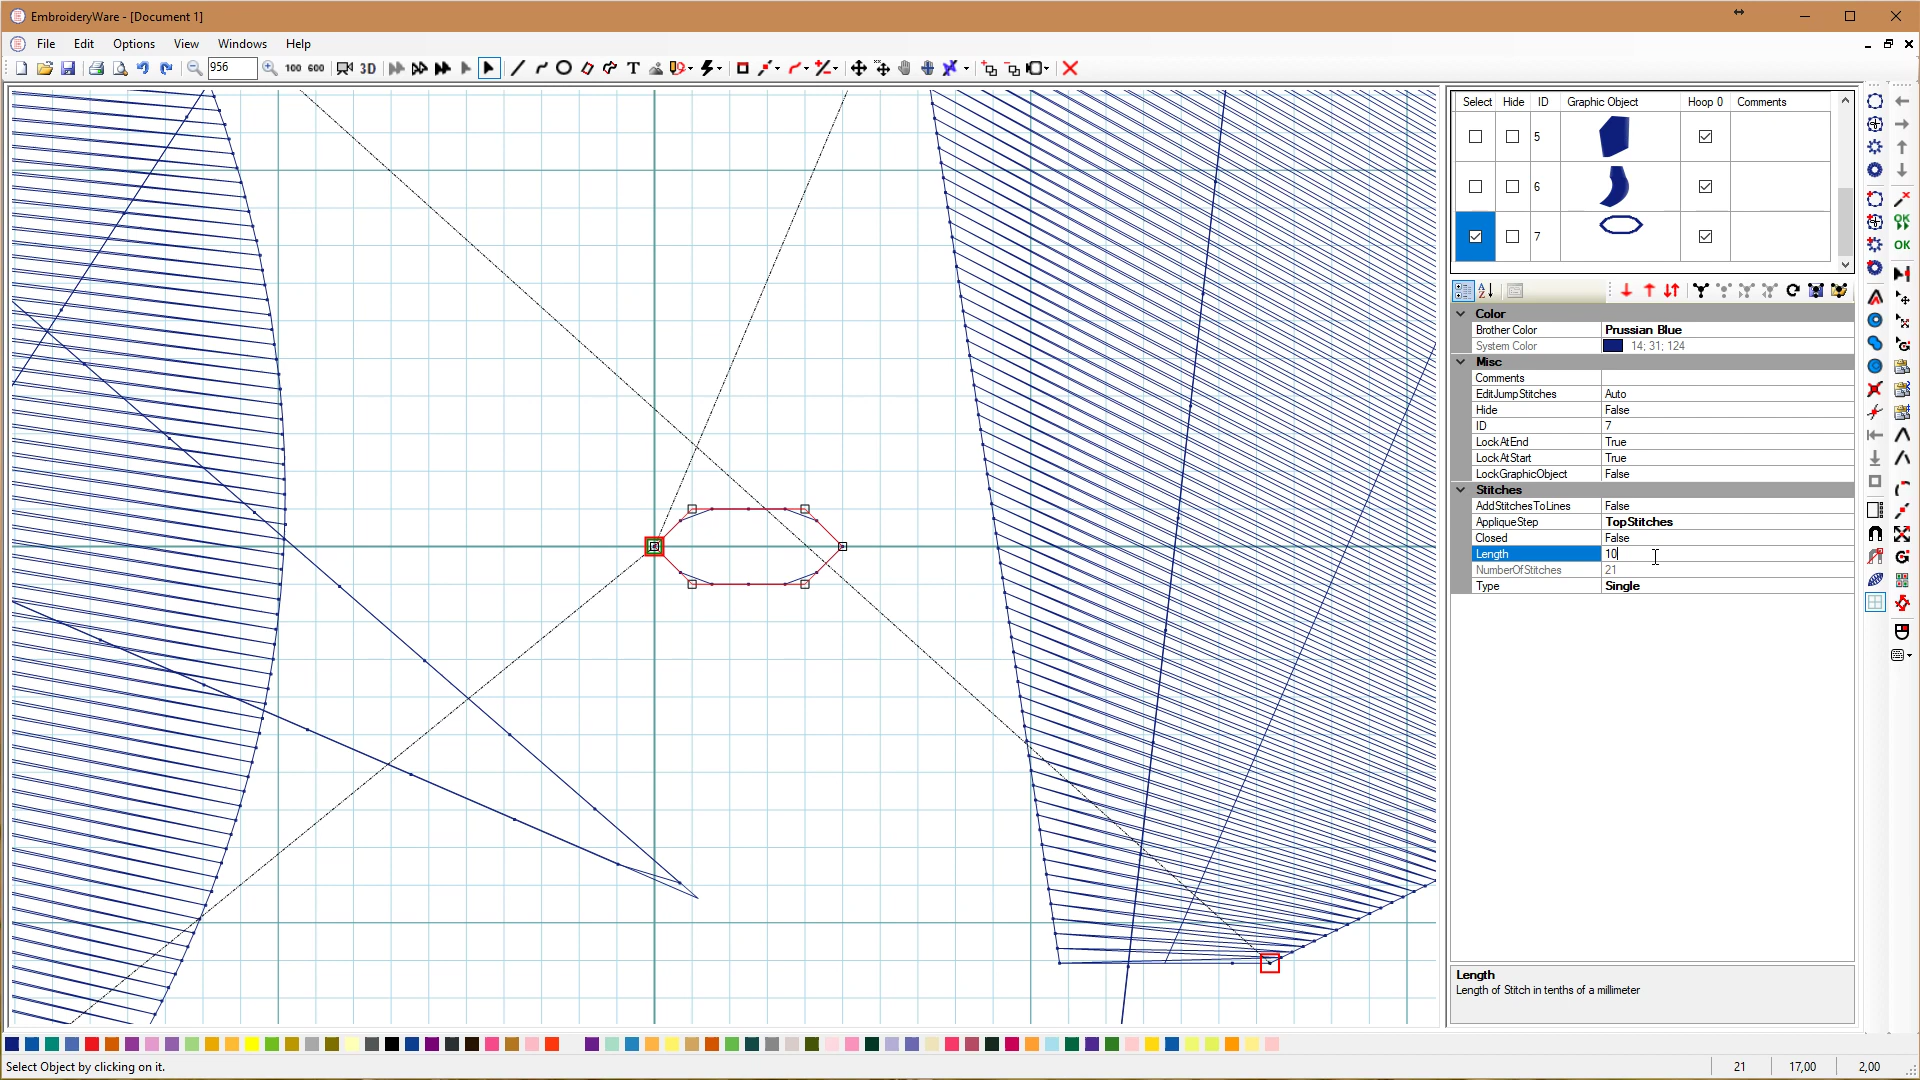 EmbroideryWare - [Document 1]
File Edit Options View Windows Help
956 100 600 3D T
Select Hide ID Graphic Object Hoop 0 Comments
5
6
7
Color
Brother Color Prussian Blue
System Color 14; 31; 124
Misc
Comments
EditJumpStitches Auto
Hide False
ID 7
LockAtEnd True
LockAtStart True
LockGraphicObject False
Stitches
AddStitchesToLines False
AppliqueStep TopStitches
Closed False
Length 10
NumberOfStitches 21
Type Single
OK
OK
Length
Length of Stitch in tenths of a millimeter
Select Object by clicking on it. 21 17,00 2,00